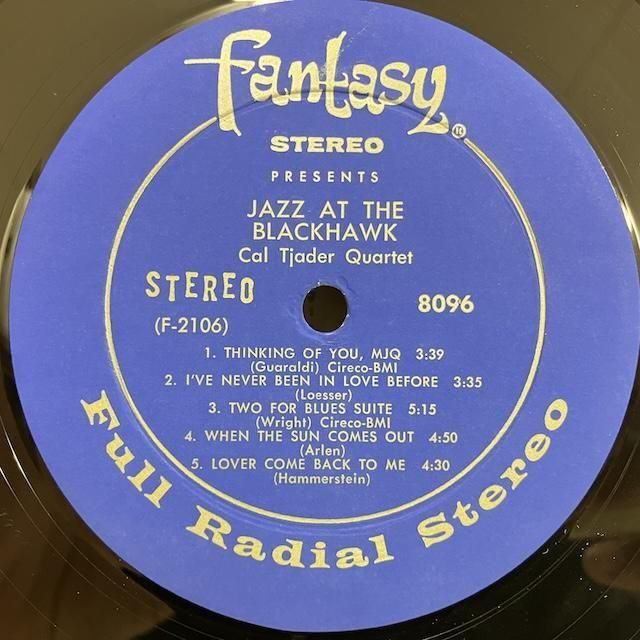 Fantasy®
STEREO
PRESENTS
JAZZ AT THE
BLACKHAWK
Cal Tjader Quartet
STEREO
8096
(F-2106)
1. THINKING OF YOU, MJQ 3:39
(Guaraldi) Cireco-BMI
2. I'VE NEVER BEEN IN LOVE BEFORE 3:35
(Loesser)
3. TWO FOR BLUES SUITE 5:15
(Wright) Cireco-BMI
4. WHEN THE SUN COMES OUT 4:50
(Arlen)
5. LOVER COME BACK TO ME 4:30
(Hammerstein)
Full Radial Stereo